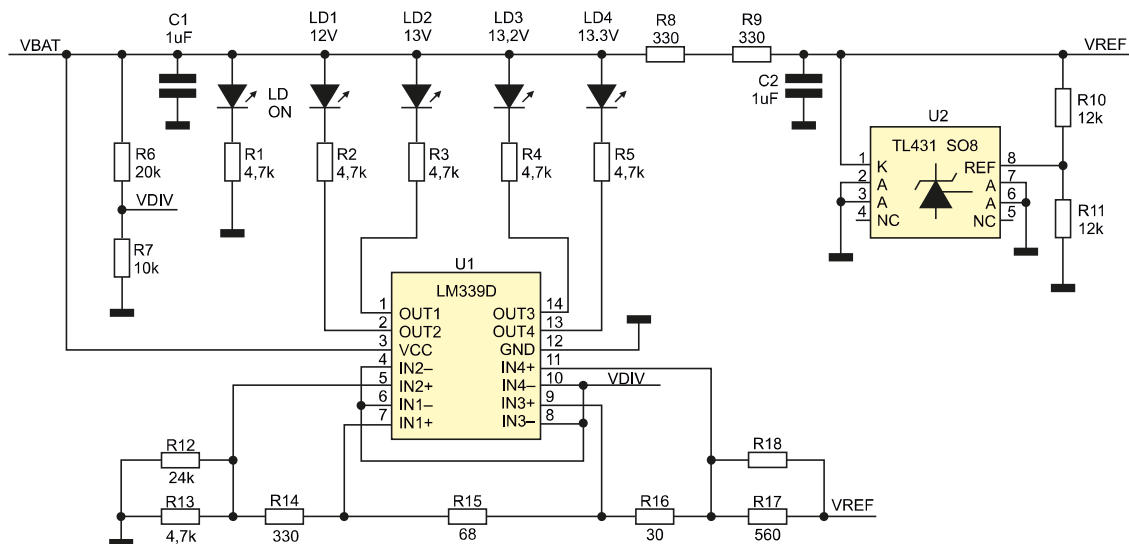 C1
1uF
LD1
12V
LD2
13V
LD3
13,2V
LD4
13.3V
R8
330
R9
330
VBAT
VREF
LD
ON
C2
1uF
R10
12k
U2
TL431 SO8
R6
20k
R1
4,7k
R2
4,7k
R3
4,7k
R4
4,7k
R5
4,7k
1 K
2 A
3 A
4 NC
REF 8
A 7
A 6
NC 5
VDIV
R11
12k
R7
10k
U1
LM339D
1 OUT1
2 OUT2
3 VCC
4 IN2–
5 IN2+
6 IN1–
7 IN1+
OUT3 14
OUT4 13
GND 12
IN4+ 11
IN4– 10
IN3+ 9
IN3– 8
VDIV
R12
24k
R18
R13
4,7k
R14
330
R15
68
R16
30
R17
560
VREF